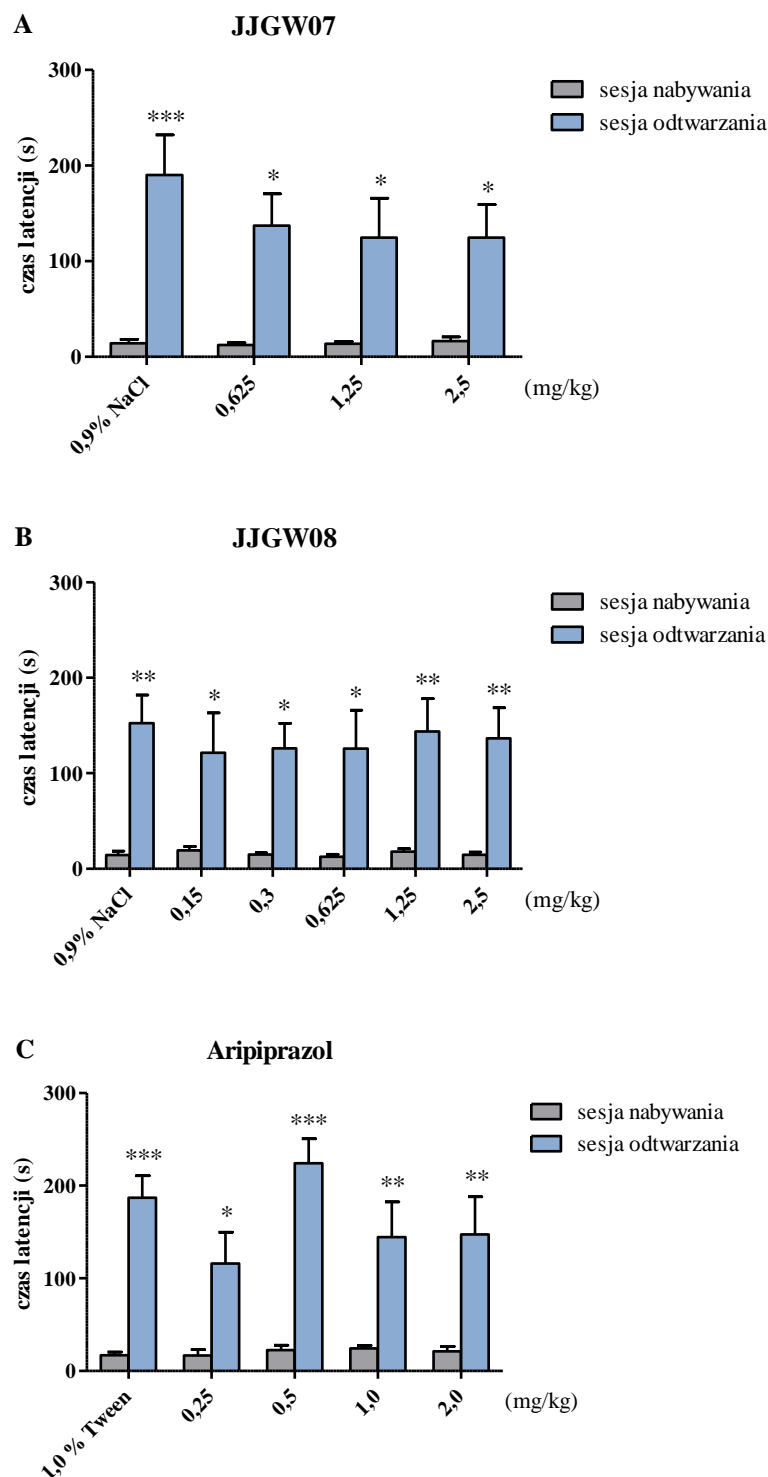 A JJGW07
300
200
100
0
czas latencji (s)
***
*
*
*
sesja nabywania
sesja odtwarzania
0,9% NaCl
0,625
1,25
2,5
(mg/kg)
B JJGW08
300
200
100
0
czas latencji (s)
**
*
*
*
**
**
sesja nabywania
sesja odtwarzania
0,9% NaCl
0,15
0,3
0,625
1,25
2,5
(mg/kg)
C Aripiprazol
300
200
100
0
czas latencji (s)
***
*
***
**
**
sesja nabywania
sesja odtwarzania
1,0 % Tween
0,25
0,5
1,0
2,0
(mg/kg)